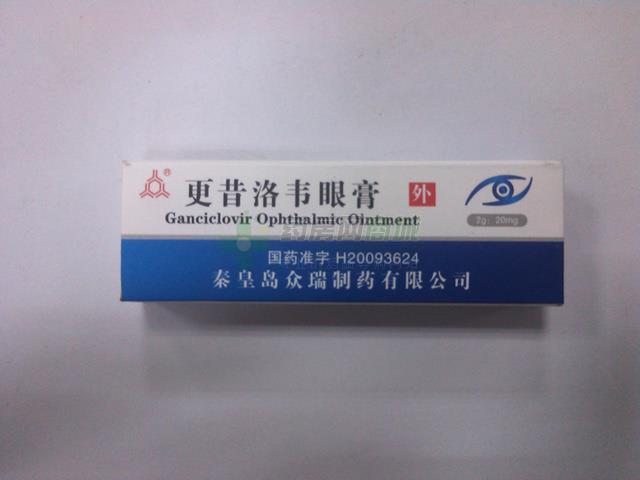 更昔洛韦眼膏
外
Ganciclovir Ophthalmic Ointment
2g: 20mg
国药准字 H20093624
秦皇岛众瑞制药有限公司